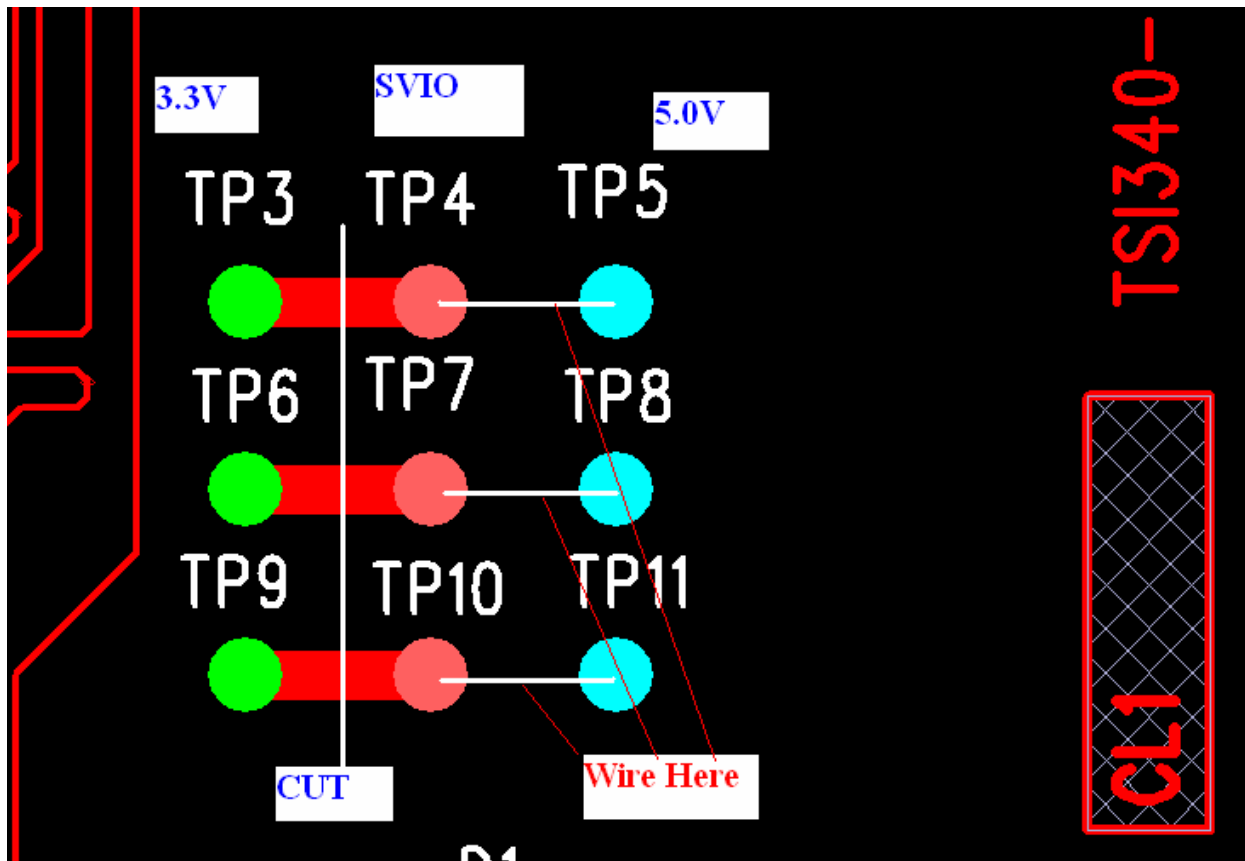 3.3V SVIO 5.0V
TP3 TP4 TP5
TP6 TP7 TP8
TP9 TP10 TP11
CUT Wire Here
TSI340-
CL1